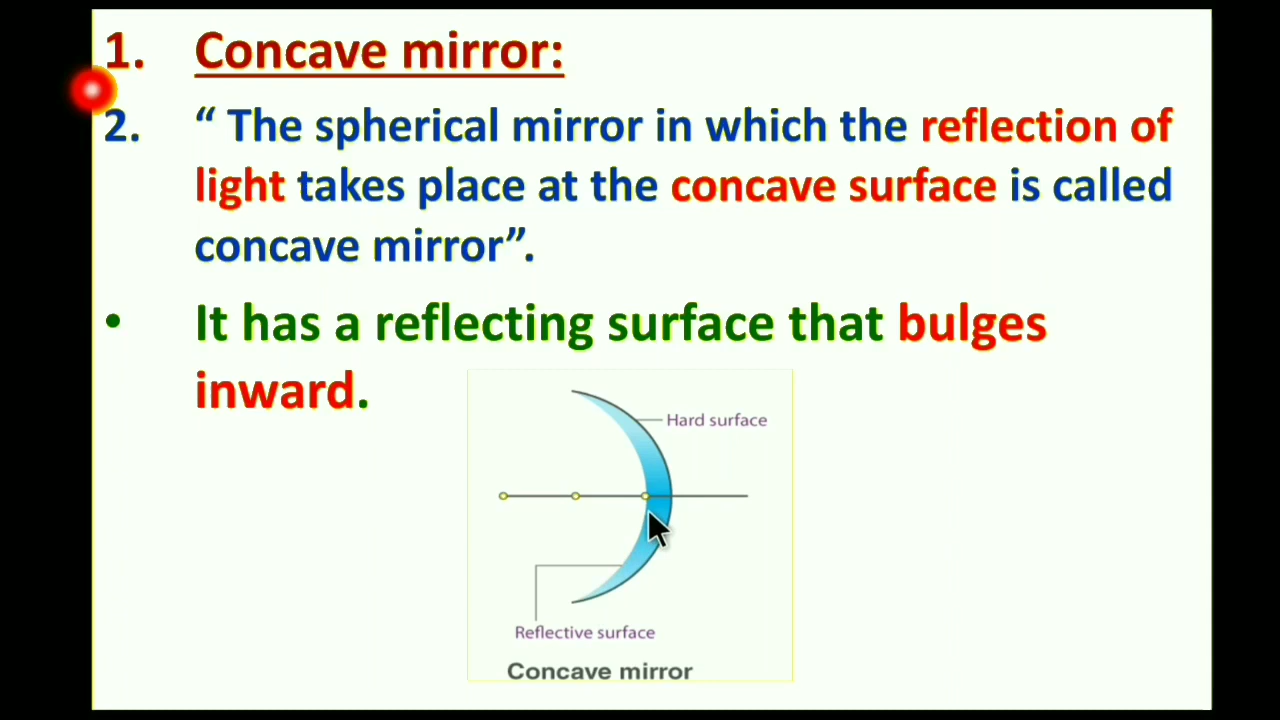 1. Concave mirror:
2. “ The spherical mirror in which the reflection of
light takes place at the concave surface is called
concave mirror”.
• It has a reflecting surface that bulges
inward.
Hard surface
Reflective surface
Concave mirror